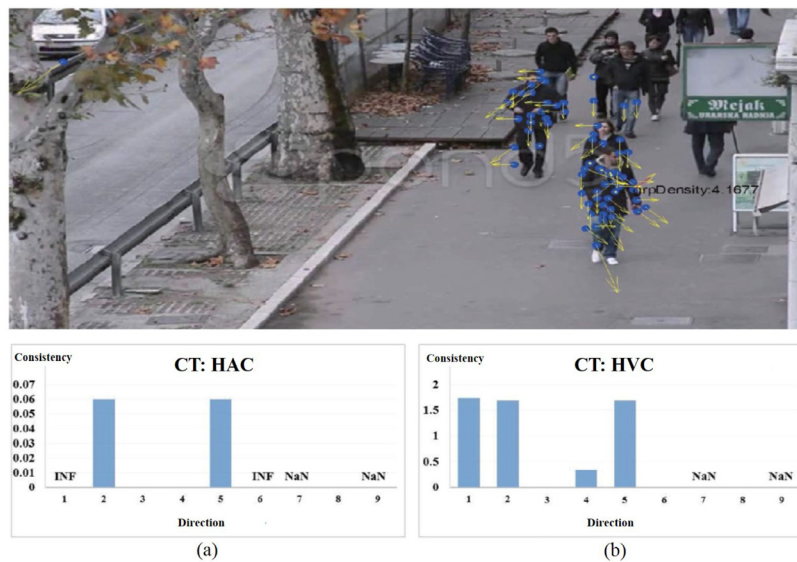 Mejak
URARSKA RADNJA
rpDensity:4.1677
Consistency
CT: HAC
0.07
0.06
0.05
0.04
0.03
0.02
0.01
0
INF
INF
NaN
NaN
1 2 3 4 5 6 7 8 9
Direction
(a)
Consistency
CT: HVC
2
1.5
1
0.5
0
NaN
NaN
1 2 3 4 5 6 7 8 9
Direction
(b)